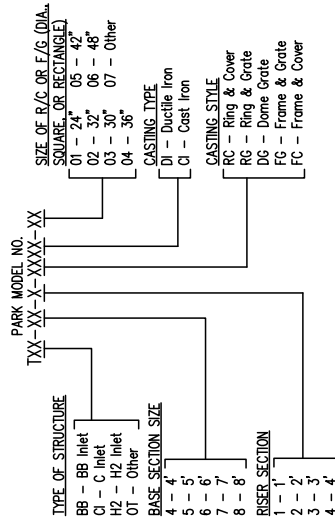 PARK MODEL NO.
TXX-XX-X-XXXX-XX
TYPE OF STRUCTURE
BB - BB Inlet
CI - C Inlet
H2 - H2 Inlet
OT - Other
BASE SECTION SIZE
4 - 4'
5 - 5'
6 - 6'
7 - 7'
8 - 8'
RISER SECTION
1 - 1'
2 - 2'
3 - 3'
4 - 4'
SIZE OF R/C OR F/G (DIA.,
SQUARE, OR RECTANGLE)
01 - 24" 05 - 42"
02 - 32" 06 - 48"
03 - 30" 07 - Other
04 - 36"
CASTING TYPE
DI - Ductile Iron
CI - Cast Iron
CASTING STYLE
RC - Ring & Cover
RG - Ring & Grate
DG - Dome Grate
FG - Frame & Grate
FC - Frame & Cover